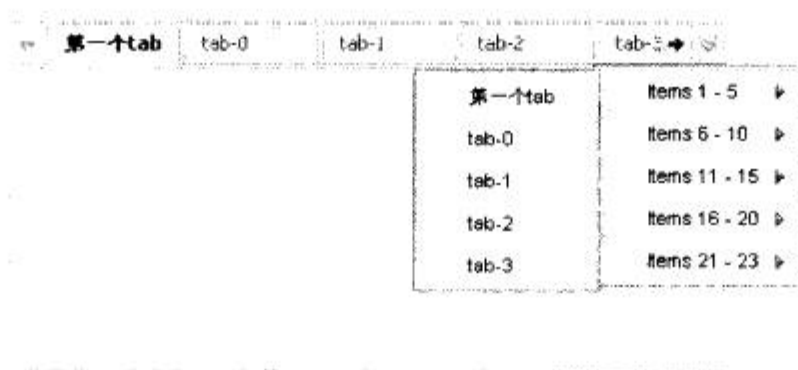 第一个tab tab-0 tab-1 tab-2
第一个tab
tab-0
tab-1
tab-2
tab-3
Items 1 - 5
Items 6 - 10
Items 11 - 15
Items 16 - 20
Items 21 - 23